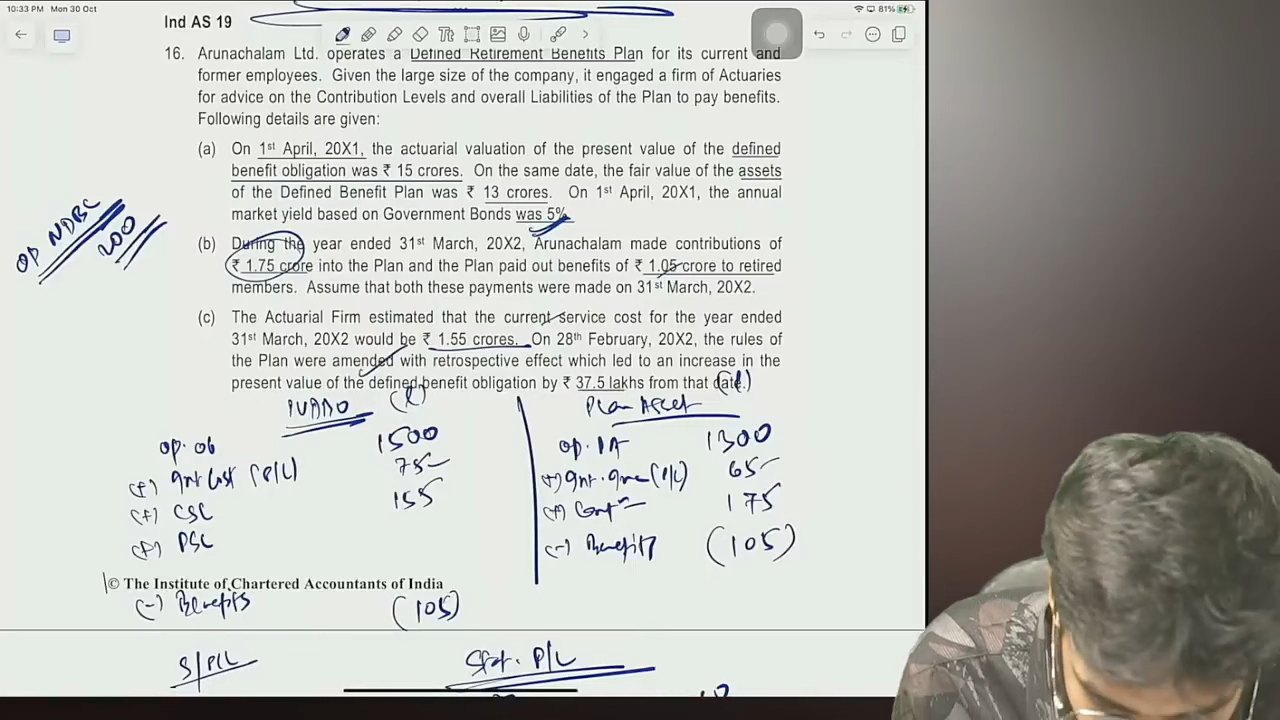 10:33 PM Mon 30 Oct
81%
Ind AS 19
16. Arunachalam Ltd. operates a Defined Retirement Benefits Plan for its current and
former employees. Given the large size of the company, it engaged a firm of Actuaries
for advice on the Contribution Levels and overall Liabilities of the Plan to pay benefits.
Following details are given:
(a) On 1st April, 20X1, the actuarial valuation of the present value of the defined
benefit obligation was ₹ 15 crores. On the same date, the fair value of the assets
of the Defined Benefit Plan was ₹ 13 crores. On 1st April, 20X1, the annual
market yield based on Government Bonds was 5%
OP NDBL
200
(b) During the year ended 31st March, 20X2, Arunachalam made contributions of
₹ 1.75 crore into the Plan and the Plan paid out benefits of ₹ 1.05 crore to retired
members. Assume that both these payments were made on 31st March, 20X2.
(c) The Actuarial Firm estimated that the current service cost for the year ended
31st March, 20X2 would be ₹ 1.55 crores. On 28th February, 20X2, the rules of
the Plan were amended with retrospective effect which led to an increase in the
present value of the defined benefit obligation by ₹ 37.5 lakhs from that date.
PVDBO (L)
op. ob 1500
(+) Int Cost (P/L) 75
(+) CSC 155
(+) PSC
Plan Asset (L)
op. PA 1300
(+) Int. Inc (P/L) 65
(+) Contn 175
(-) Benefits (105)
© The Institute of Chartered Accountants of India
(-) Benefits (105)
S/P/L
Stat. P/L